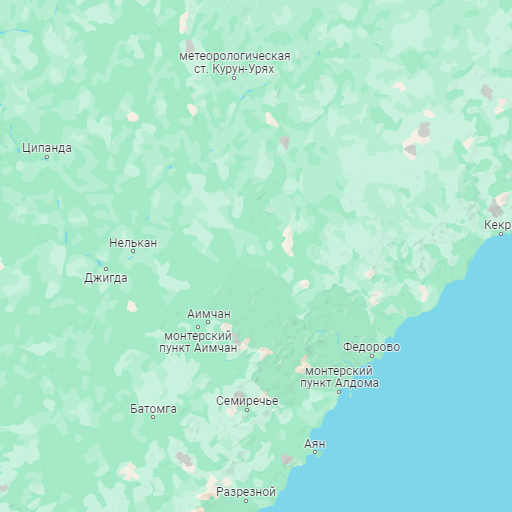 метеорологическая
ст. Курун-Урях
Ципанда
Кекр
Нелькан
Джигда
Аимчан
монтерский
пункт Аимчан
Федорово
монтерский
пункт Алдома
Семиречье
Батомга
Аян
Разрезной